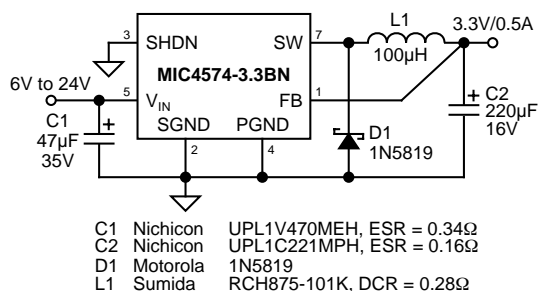 L1
3.3V/0.5A
3
SHDN
SW
7
100µH
MIC4574-3.3BN
6V to 24V
5
VIN
FB
1
C1
47µF
35V
SGND
PGND
2
4
D1
1N5819
C2
220µF
16V
C1 Nichicon UPL1V470MEH, ESR = 0.34Ω
C2 Nichicon UPL1C221MPH, ESR = 0.16Ω
D1 Motorola 1N5819
L1 Sumida RCH875-101K, DCR = 0.28Ω